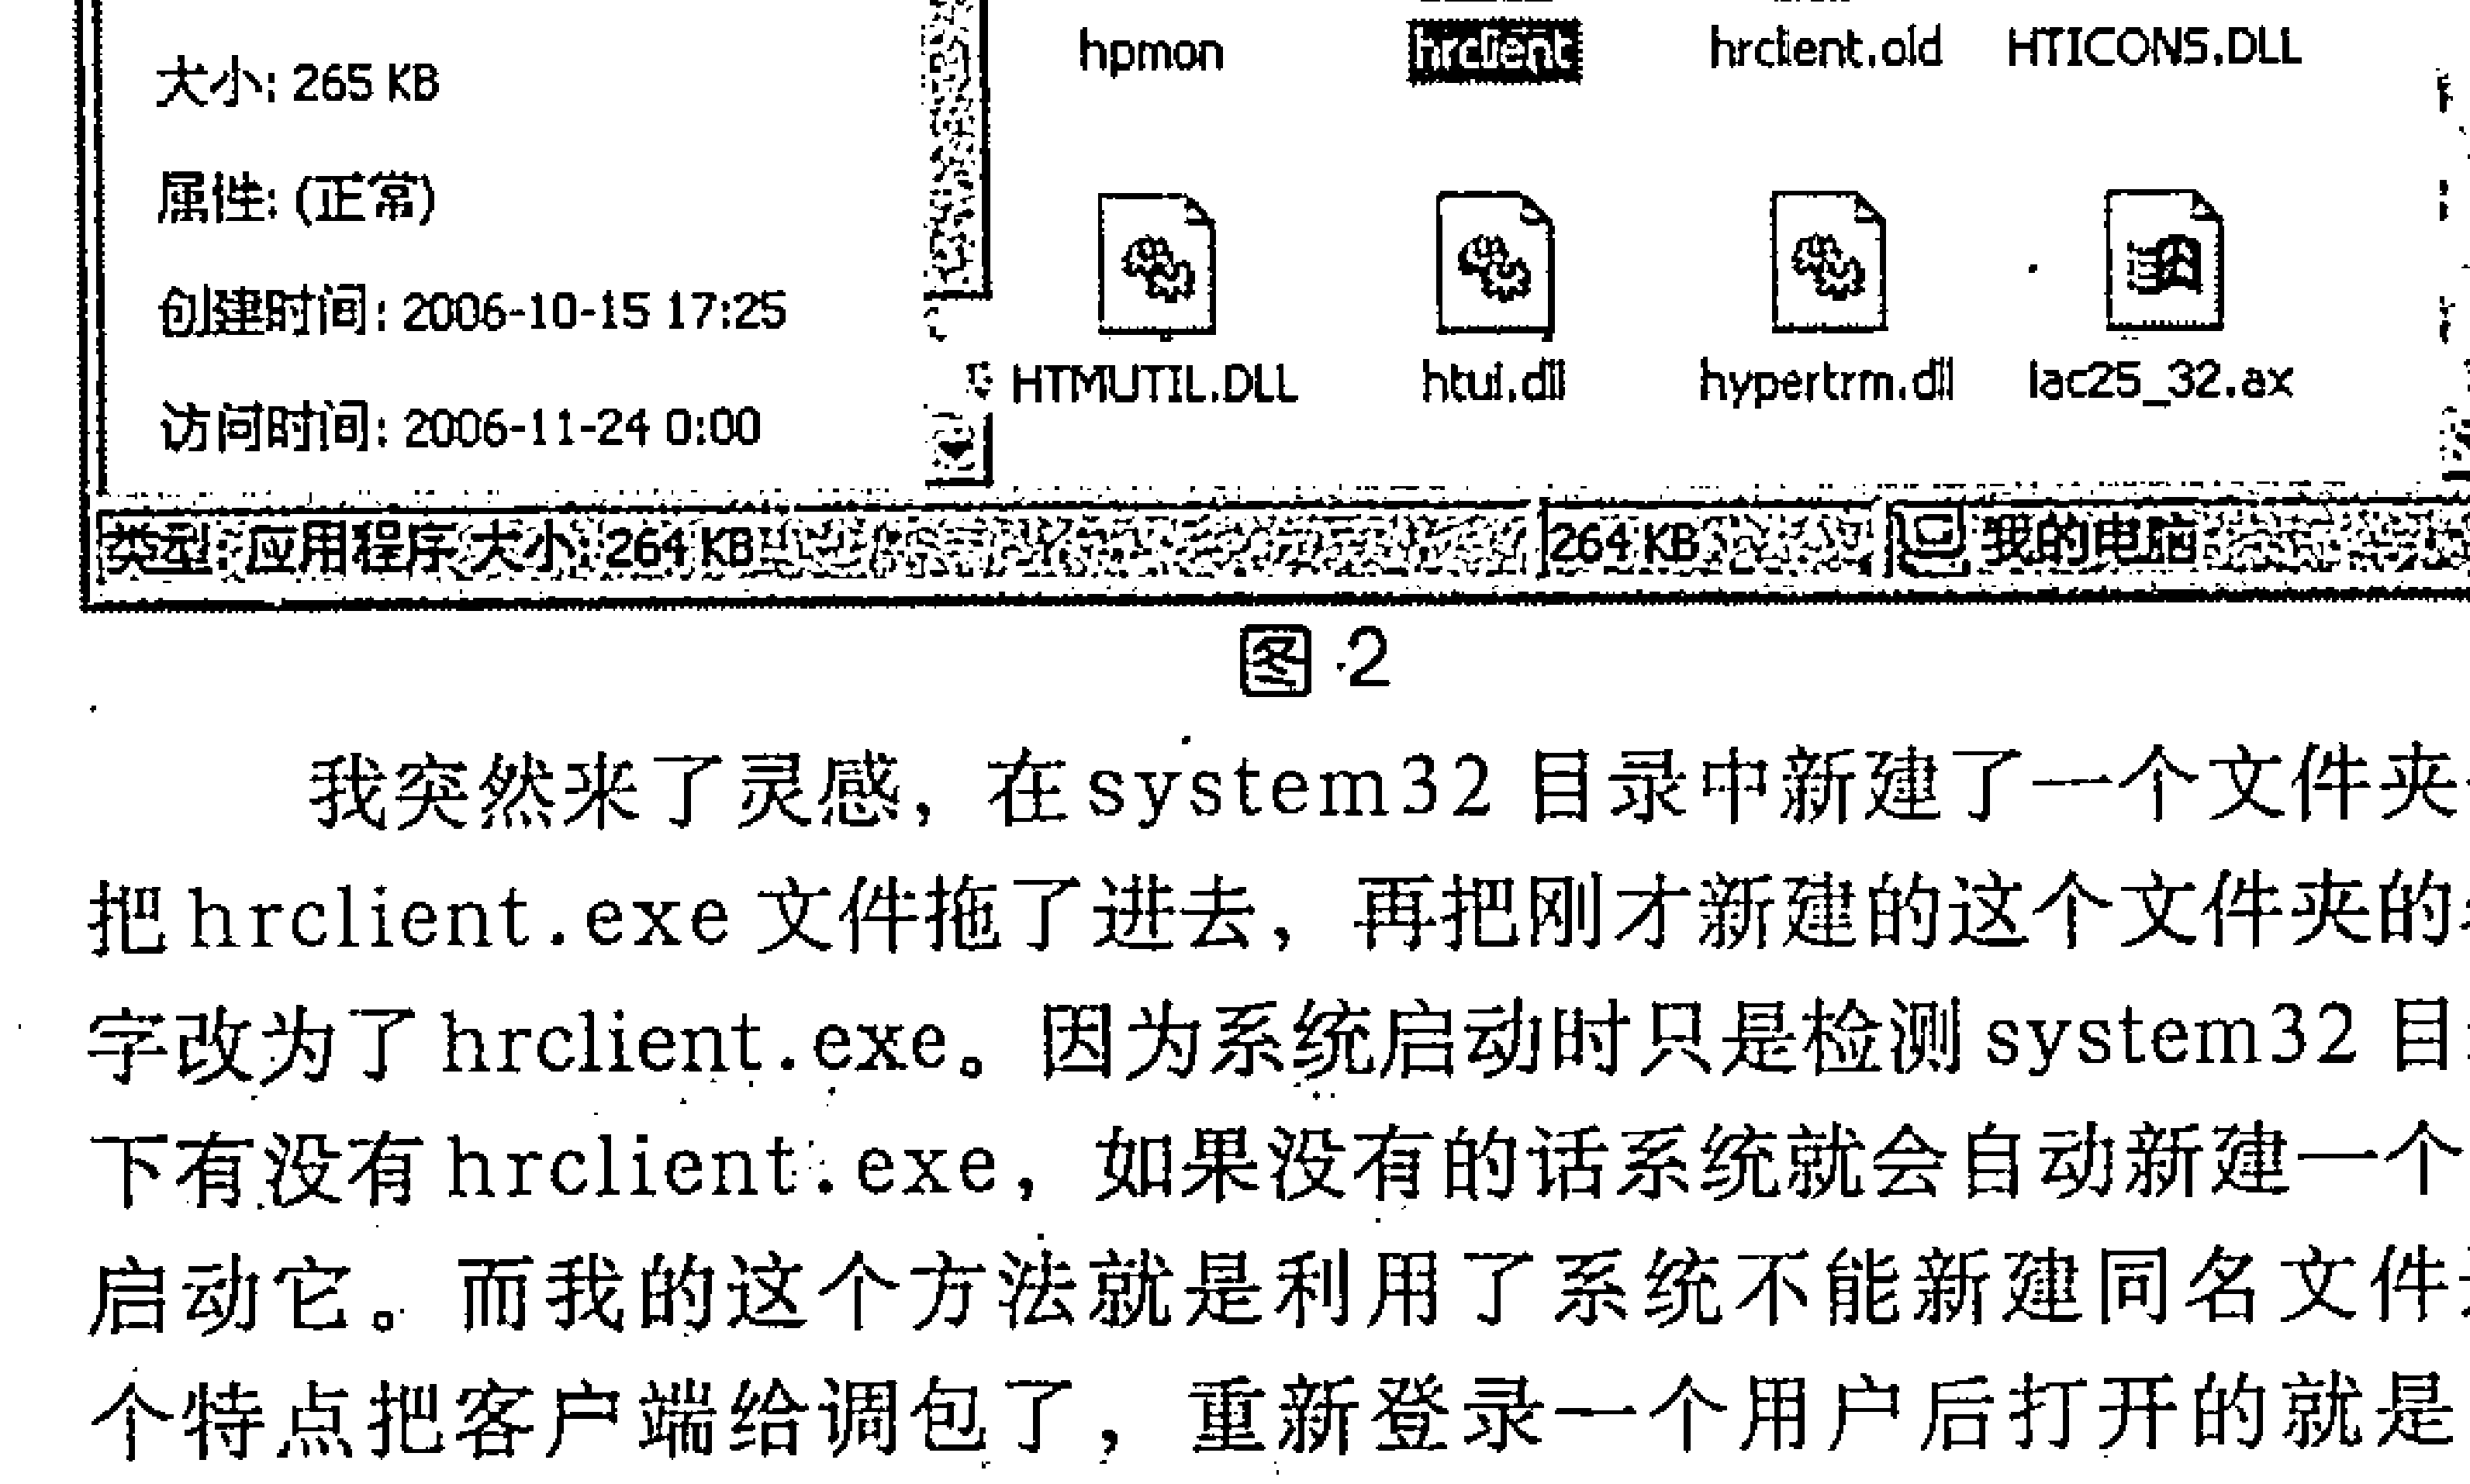 hpmon hrclient hrclient.old HTICONS.DLL
大小: 265 KB
属性: (正常)
创建时间: 2006-10-15 17:25
HTMUTIL.DLL htui.dll hypertrm.dll iac25_32.ax
访问时间: 2006-11-24 0:00
类型: 应用程序 大小: 264 KB 264 KB 我的电脑
图 2
我突然来了灵感，在system32 目录中新建了一个文件夹
把hrclient.exe 文件拖了进去，再把刚才新建的这个文件夹的
字改为了hrclient.exe。因为系统启动时只是检测system32 目
下有没有hrclient.exe，如果没有的话系统就会自动新建一个
启动它。而我的这个方法就是利用了系统不能新建同名文件
个特点把客户端给调包了，重新登录一个用户后打开的就是